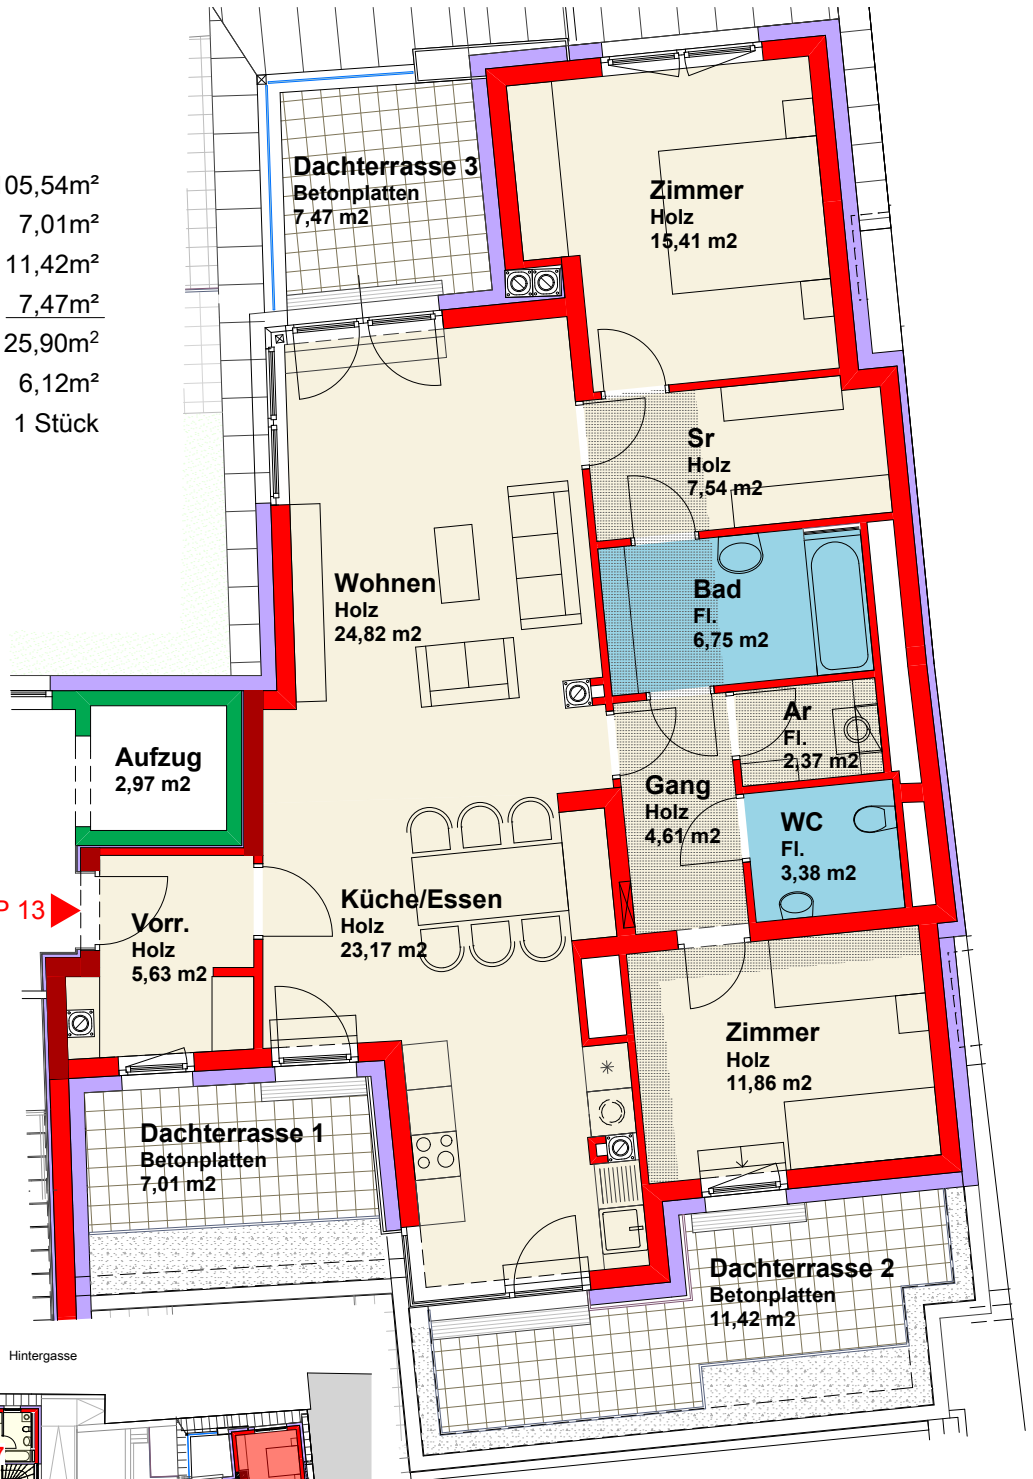 05,54m²
7,01m²
11,42m²
7,47m²
25,90m²
6,12m²
1 Stück
Dachterrasse 3
Betonplatten
7,47 m2
Zimmer
Holz
15,41 m2
Sr
Holz
7,54 m2
Wohnen
Holz
24,82 m2
Bad
Fl.
6,75 m2
Aufzug
2,97 m2
Ar
Fl.
2,37 m2
Gang
Holz
4,61 m2
WC
Fl.
3,38 m2
P 13
Vorr.
Holz
5,63 m2
Küche/Essen
Holz
23,17 m2
Zimmer
Holz
11,86 m2
Dachterrasse 1
Betonplatten
7,01 m2
Dachterrasse 2
Betonplatten
11,42 m2
Hintergasse